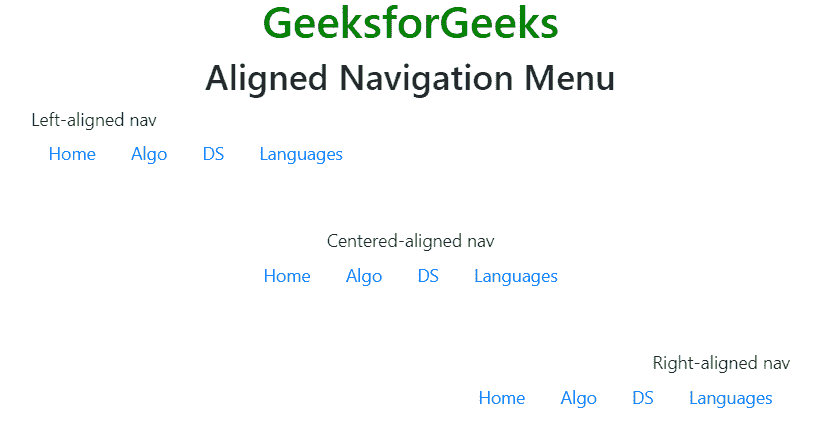 GeeksforGeeks
Aligned Navigation Menu
Left-aligned nav
Home Algo DS Languages
Centered-aligned nav
Home Algo DS Languages
Right-aligned nav
Home Algo DS Languages